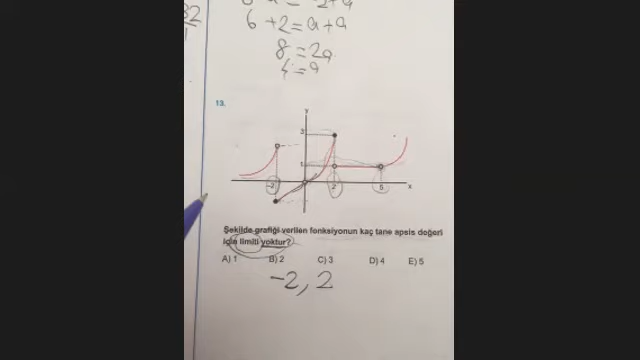 6 + 2 = a + a
8 = 2a
4 = a
13.
y
3
1
-2
2
5
x
Şekilde grafiği verilen fonksiyonun kaç tane apsis değeri
için limiti yoktur?
A) 1 B) 2 C) 3 D) 4 E) 5
-2, 2